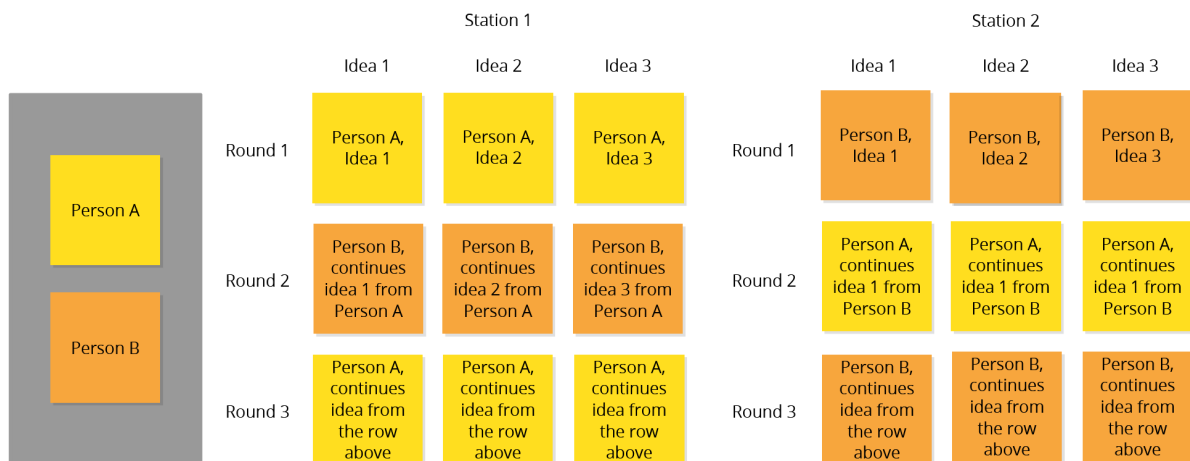 Station 1
Station 2
Idea 1
Idea 2
Idea 3
Idea 1
Idea 2
Idea 3
Person A
Person B
Round 1
Person A,
Idea 1
Person A,
Idea 2
Person A,
Idea 3
Round 1
Person B,
Idea 1
Person B,
Idea 2
Person B,
Idea 3
Round 2
Person B,
continues
idea 1 from
Person A
Person B,
continues
idea 2 from
Person A
Person B,
continues
idea 3 from
Person A
Round 2
Person A,
continues
idea 1 from
Person B
Person A,
continues
idea 1 from
Person B
Person A,
continues
idea 1 from
Person B
Round 3
Person A,
continues
idea from
the row
above
Person A,
continues
idea from
the row
above
Person A,
continues
idea from
the row
above
Round 3
Person B,
continues
idea from
the row
above
Person B,
continues
idea from
the row
above
Person B,
continues
idea from
the row
above